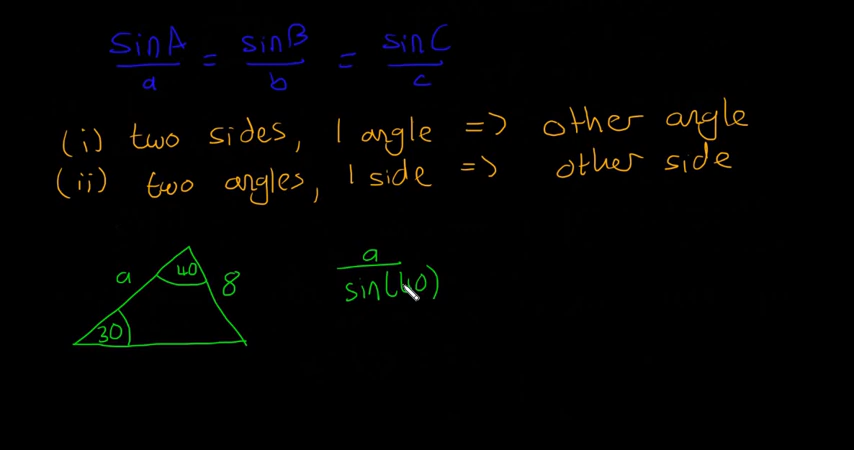 sinA/a = sinB/b = sinC/c
(i) two sides, 1 angle => other angle
(ii) two angles, 1 side => other side
a 40 8
30
a/sin(40)